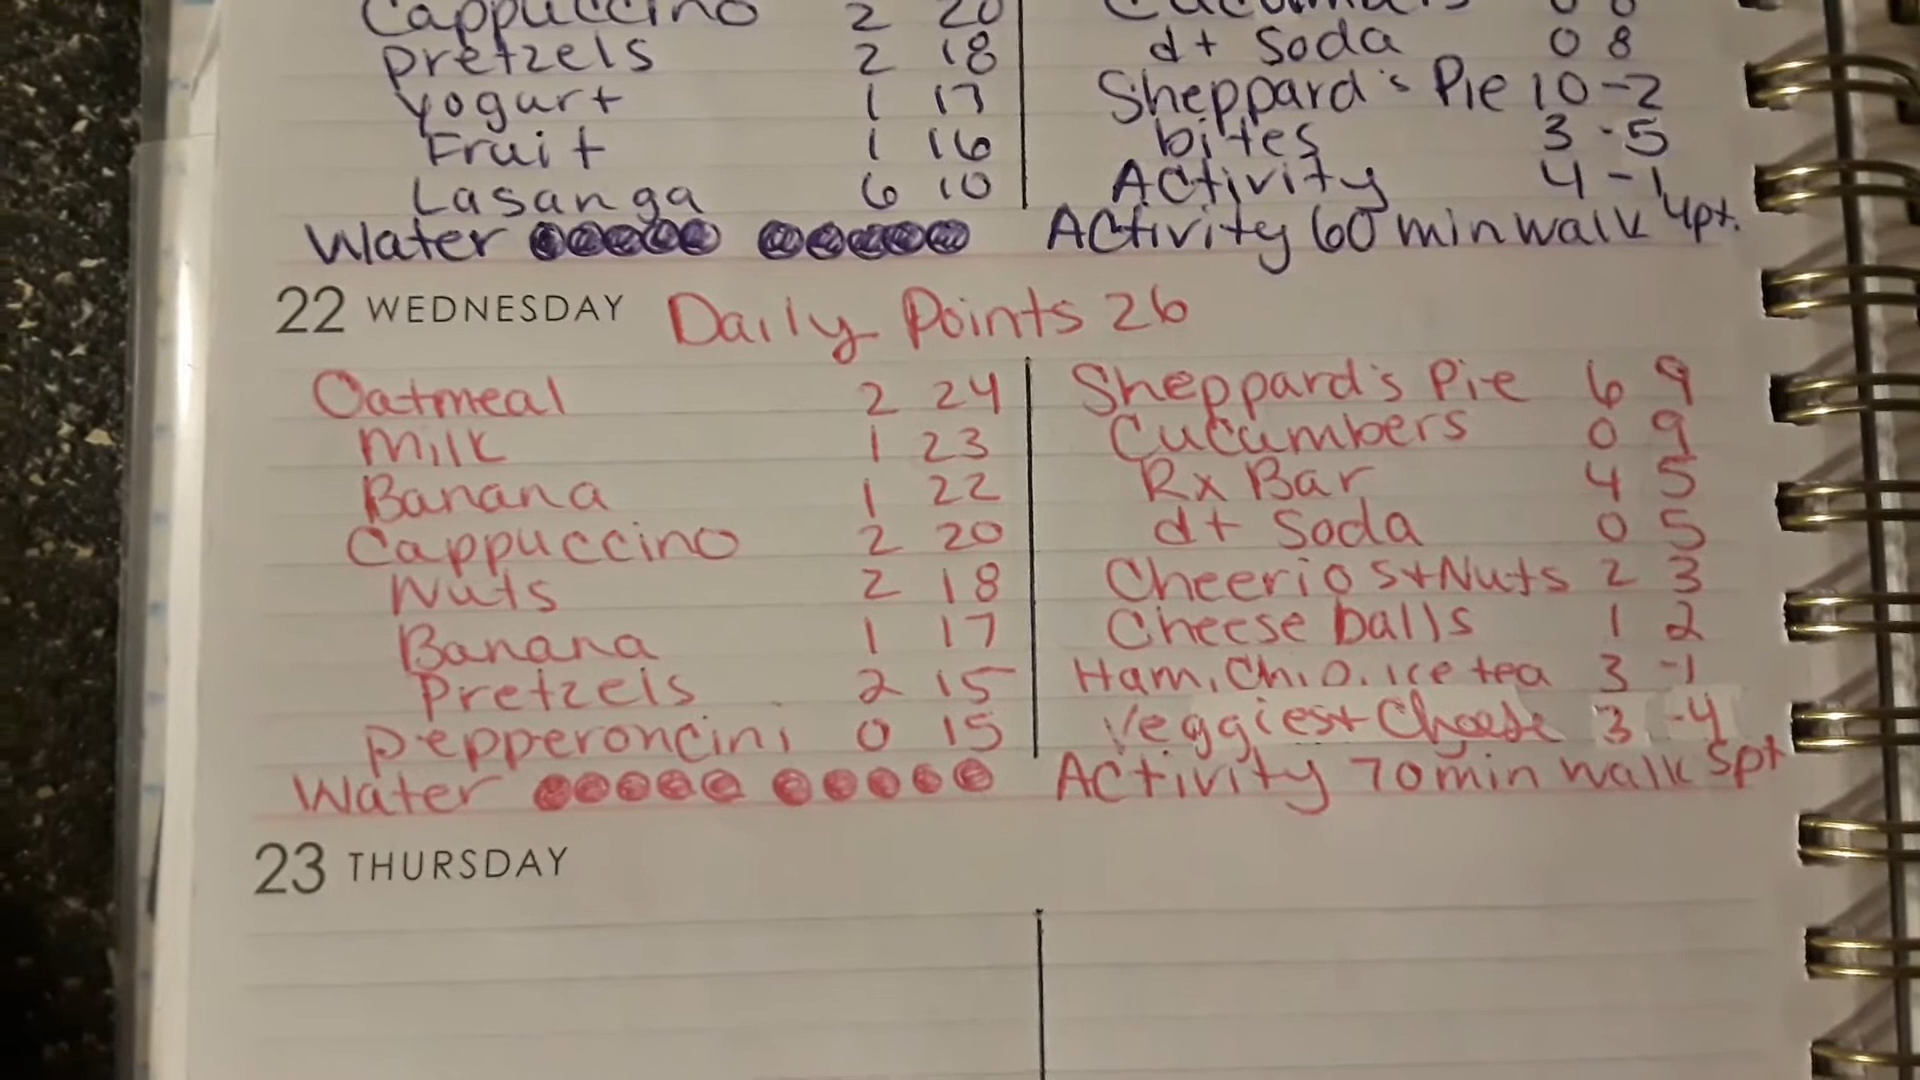 Cappuccino 2 20
Pretzels 2 18
Yogurt 1 17
Fruit 1 16
Lasanga 6 10
Water
Cucumbers 0 8
dt Soda 0 8
Sheppard's Pie 10 -2
bites 3 -5
Activity 4 -1
Activity 60 min walk 4pt.
22 WEDNESDAY Daily Points 26
Oatmeal 2 24
Milk 1 23
Banana 1 22
Cappuccino 2 20
Nuts 2 18
Banana 1 17
Pretzels 2 15
Pepperoncini 0 15
Water
Sheppard's Pie 6 9
Cucumbers 0 9
Rx Bar 4 5
dt Soda 0 5
Cheerios+Nuts 2 3
Cheese balls 1 2
Ham, Ch, O. ice tea 3 -1
Veggies+ Cheese 3 -4
Activity 70 min walk 5pt
23 THURSDAY